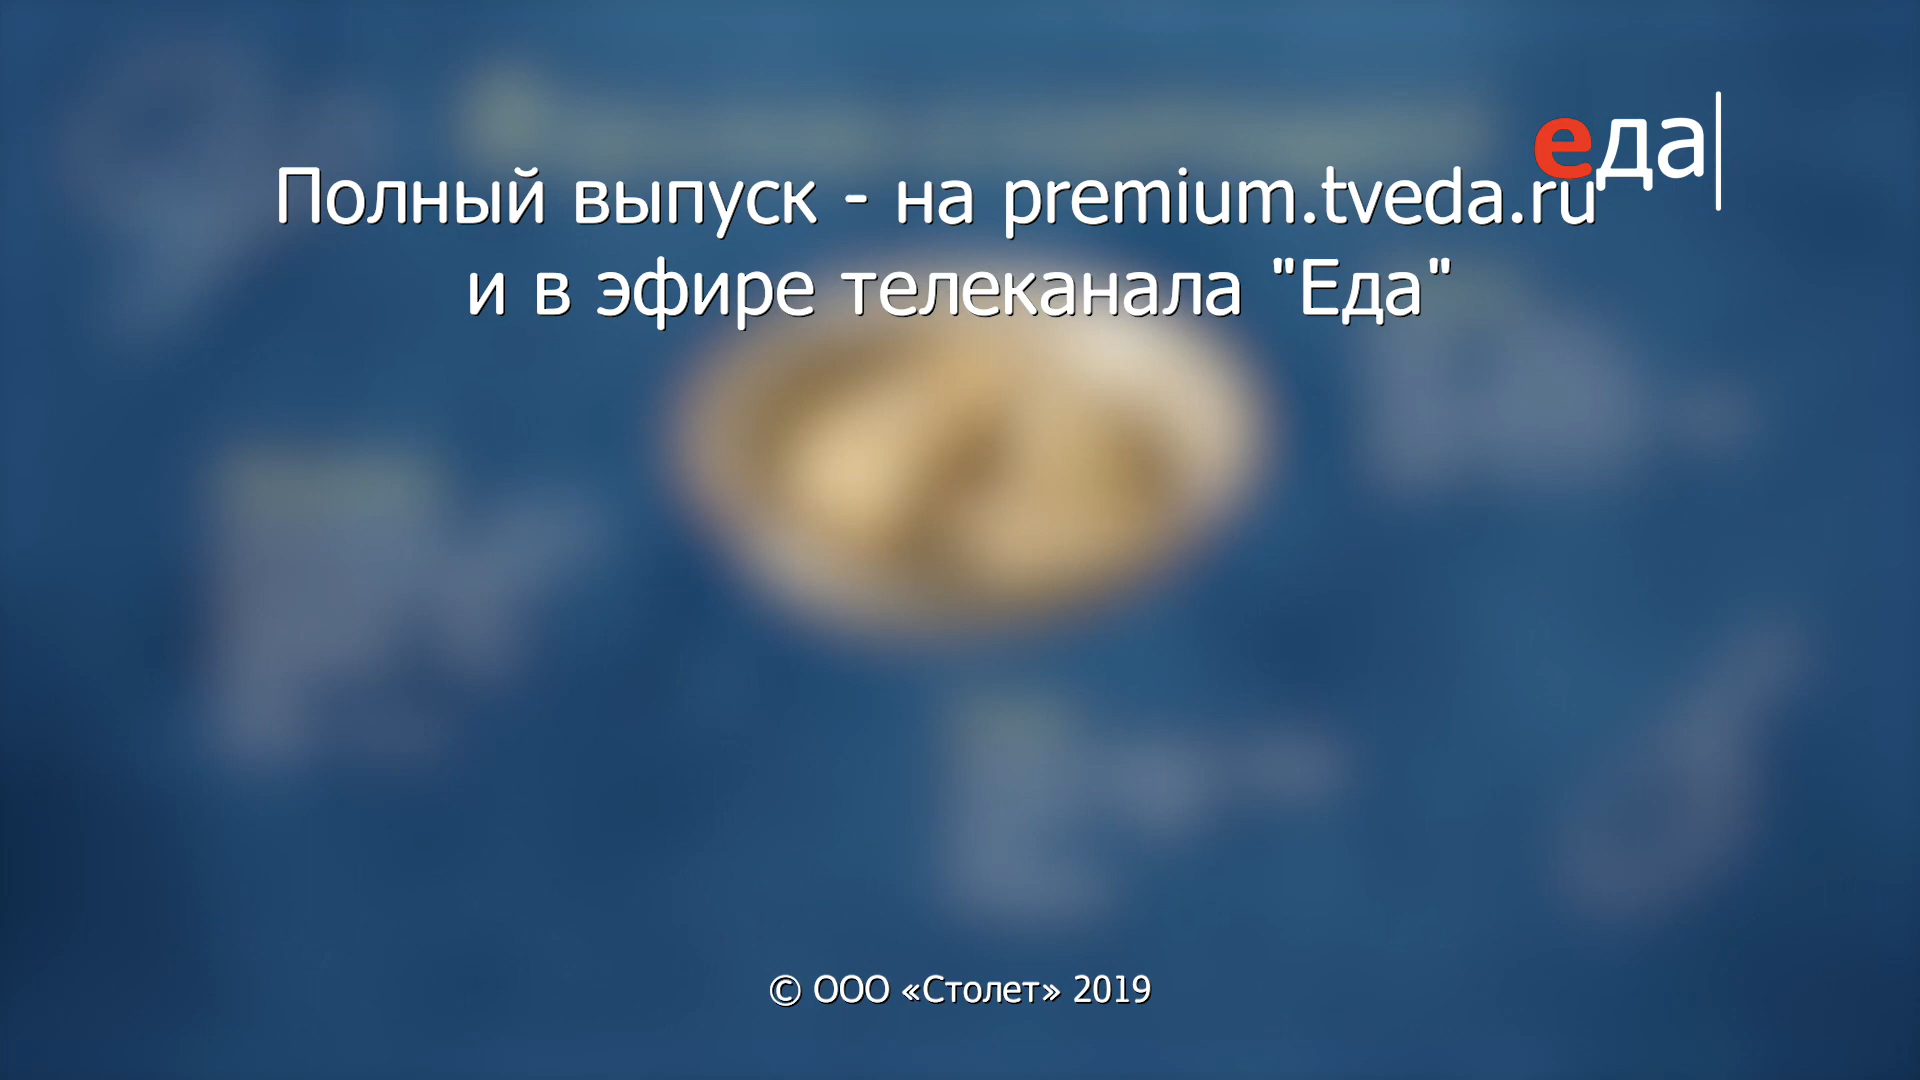 еда
Полный выпуск - на premium.tveda.ru
и в эфире телеканала "Еда"
© ООО «Столет» 2019